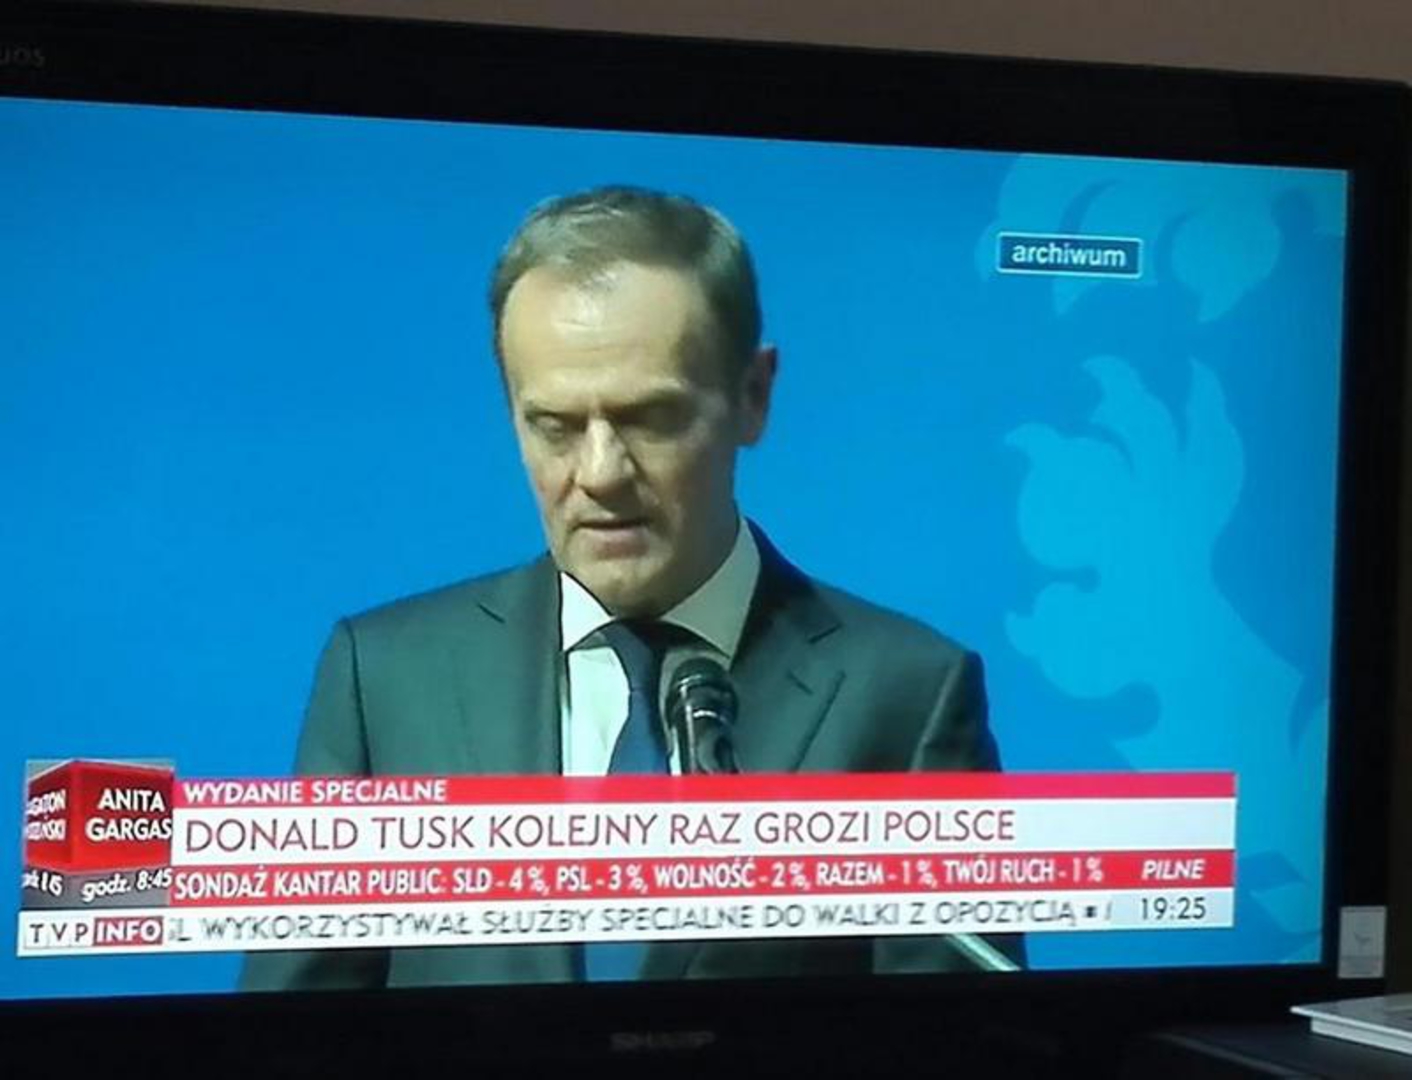 archiwum
ANITA
GARGAS
godz. 8:45
WYDANIE SPECJALNE
DONALD TUSK KOLEJNY RAZ GROZI POLSCE
SONDAŻ KANTAR PUBLIC: SLD - 4%, PSL - 3%, WOLNOŚĆ - 2%, RAZEM - 1%, TWÓJ RUCH - 1%
PILNE
TVP INFO
WYKORZYSTYWAŁ SŁUŻBY SPECJALNE DO WALKI Z OPOZYCJĄ
19:25
SHARP